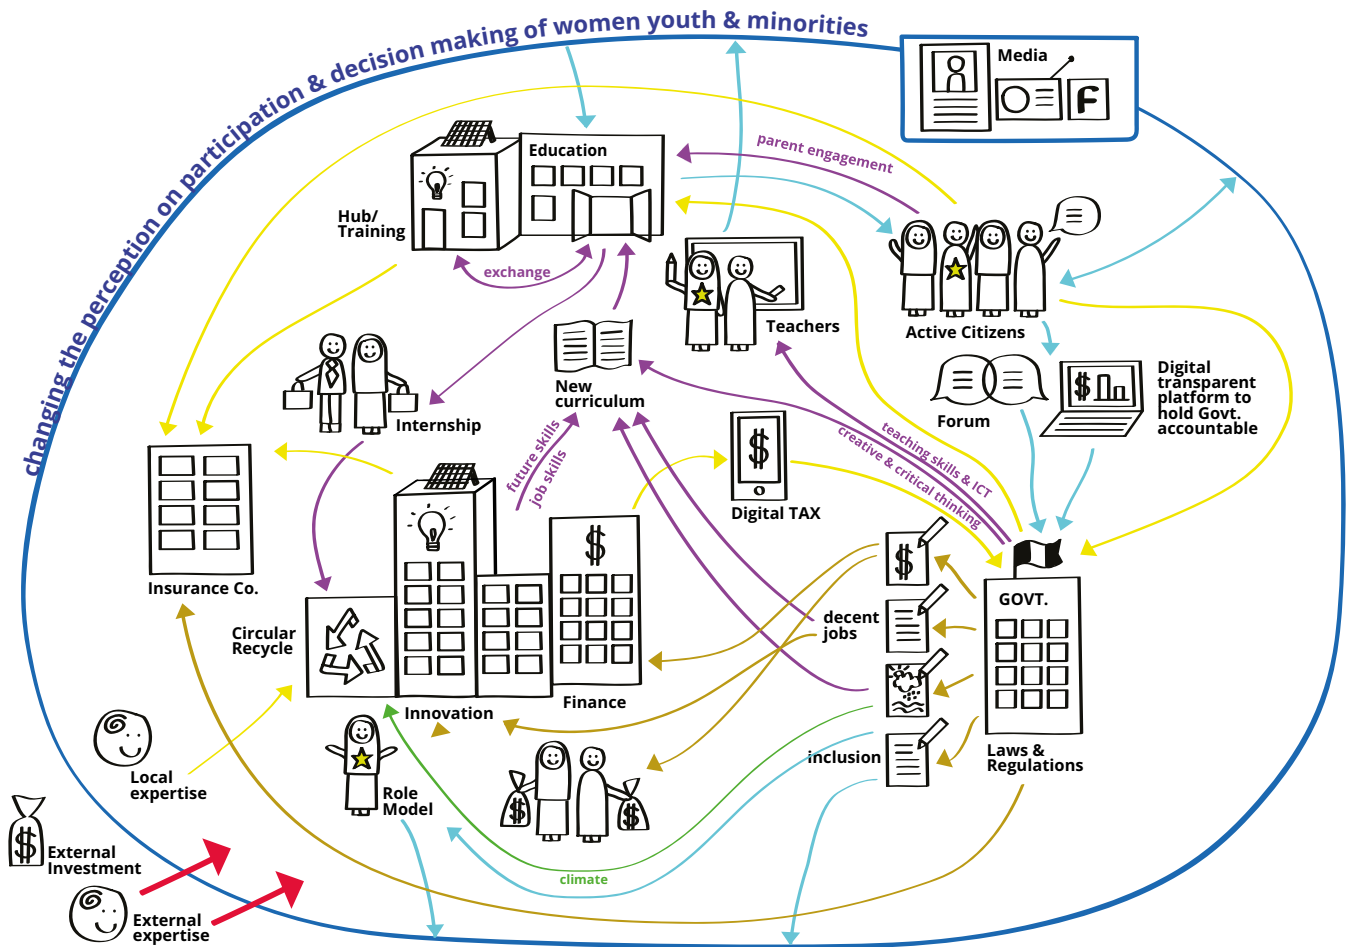 changing the perception on participation & decision making of women youth & minorities
Media
F
Education
parent engagement
Hub/
Training
exchange
Teachers
Active Citizens
New
curriculum
Internship
Forum
$
Digital
transparent
platform to
hold Govt.
accountable
future skills
job skills
$
Digital TAX
teaching skills & ICT
creative & critical thinking
Insurance Co.
$
$
GOVT.
decent
jobs
Circular
Recycle
Innovation
Finance
inclusion
Laws &
Regulations
Local
expertise
Role
Model
$
$
climate
$
External
Investment
External
expertise